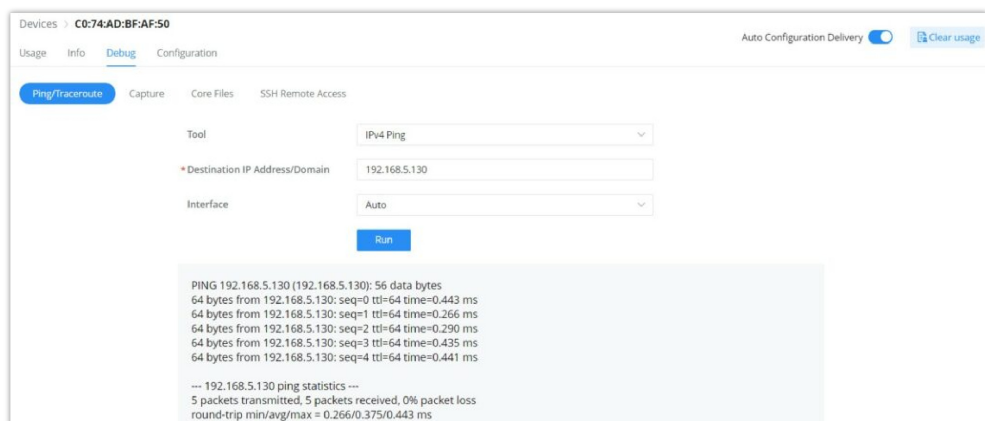 Devices > C0:74:AD:BF:AF:50
Auto Configuration Delivery
Clear usage
Usage Info Debug Configuration
Ping/Traceroute Capture Core Files SSH Remote Access
Tool IPv4 Ping
*Destination IP Address/Domain 192.168.5.130
Interface Auto
Run
PING 192.168.5.130 (192.168.5.130): 56 data bytes
64 bytes from 192.168.5.130: seq=0 ttl=64 time=0.443 ms
64 bytes from 192.168.5.130: seq=1 ttl=64 time=0.266 ms
64 bytes from 192.168.5.130: seq=2 ttl=64 time=0.290 ms
64 bytes from 192.168.5.130: seq=3 ttl=64 time=0.435 ms
64 bytes from 192.168.5.130: seq=4 ttl=64 time=0.441 ms
--- 192.168.5.130 ping statistics ---
5 packets transmitted, 5 packets received, 0% packet loss
round-trip min/avg/max = 0.266/0.375/0.443 ms